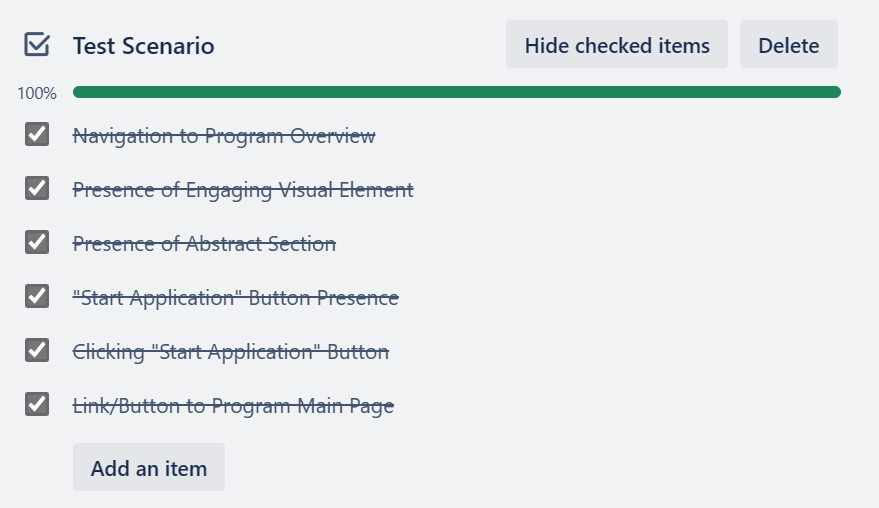 Test Scenario
Hide checked items
Delete
100%
Navigation to Program Overview
Presence of Engaging Visual Element
Presence of Abstract Section
"Start Application" Button Presence
Clicking "Start Application" Button
Link/Button to Program Main Page
Add an item